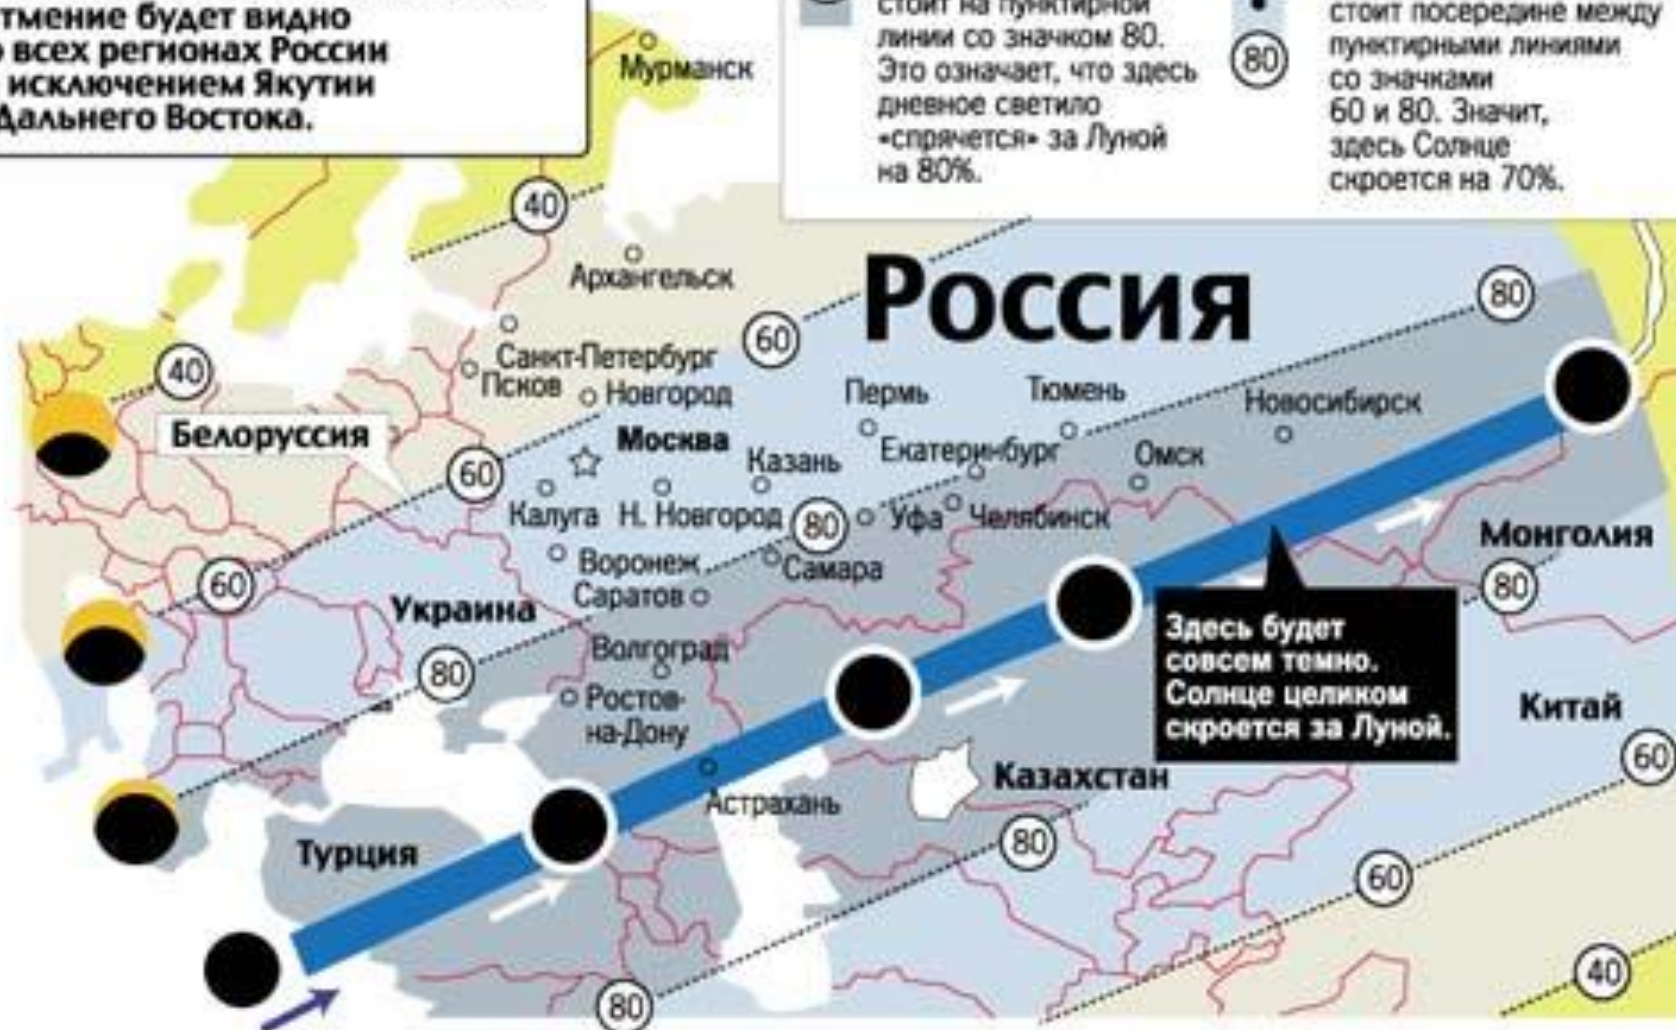 тмение будет видно
о всех регионах России
исключением Якутии
Дальнего Востока.
стоит на пунктирной
линии со значком 80.
Это означает, что здесь
дневное светило
«спрячется» за Луной
на 80%.
80
стоит посередине между
пунктирными линиями
со значками
60 и 80. Значит,
здесь Солнце
скроется на 70%.
Мурманск
40
Архангельск
Россия
80
Санкт-Петербург
60
Псков
Новгород
40
Белоруссия
Москва
Пермь
Тюмень
Новосибирск
60
Казань
Екатеринбург
Омск
Калуга
Н. Новгород
80
Уфа
Челябинск
Монголия
Воронеж
Самара
60
Саратов
80
Украина
Волгоград
80
Ростов-
на-Дону
Здесь будет
совсем темно.
Солнце целиком
скроется за Луной.
Китай
60
Казахстан
Астрахань
Турция
80
60
80
40